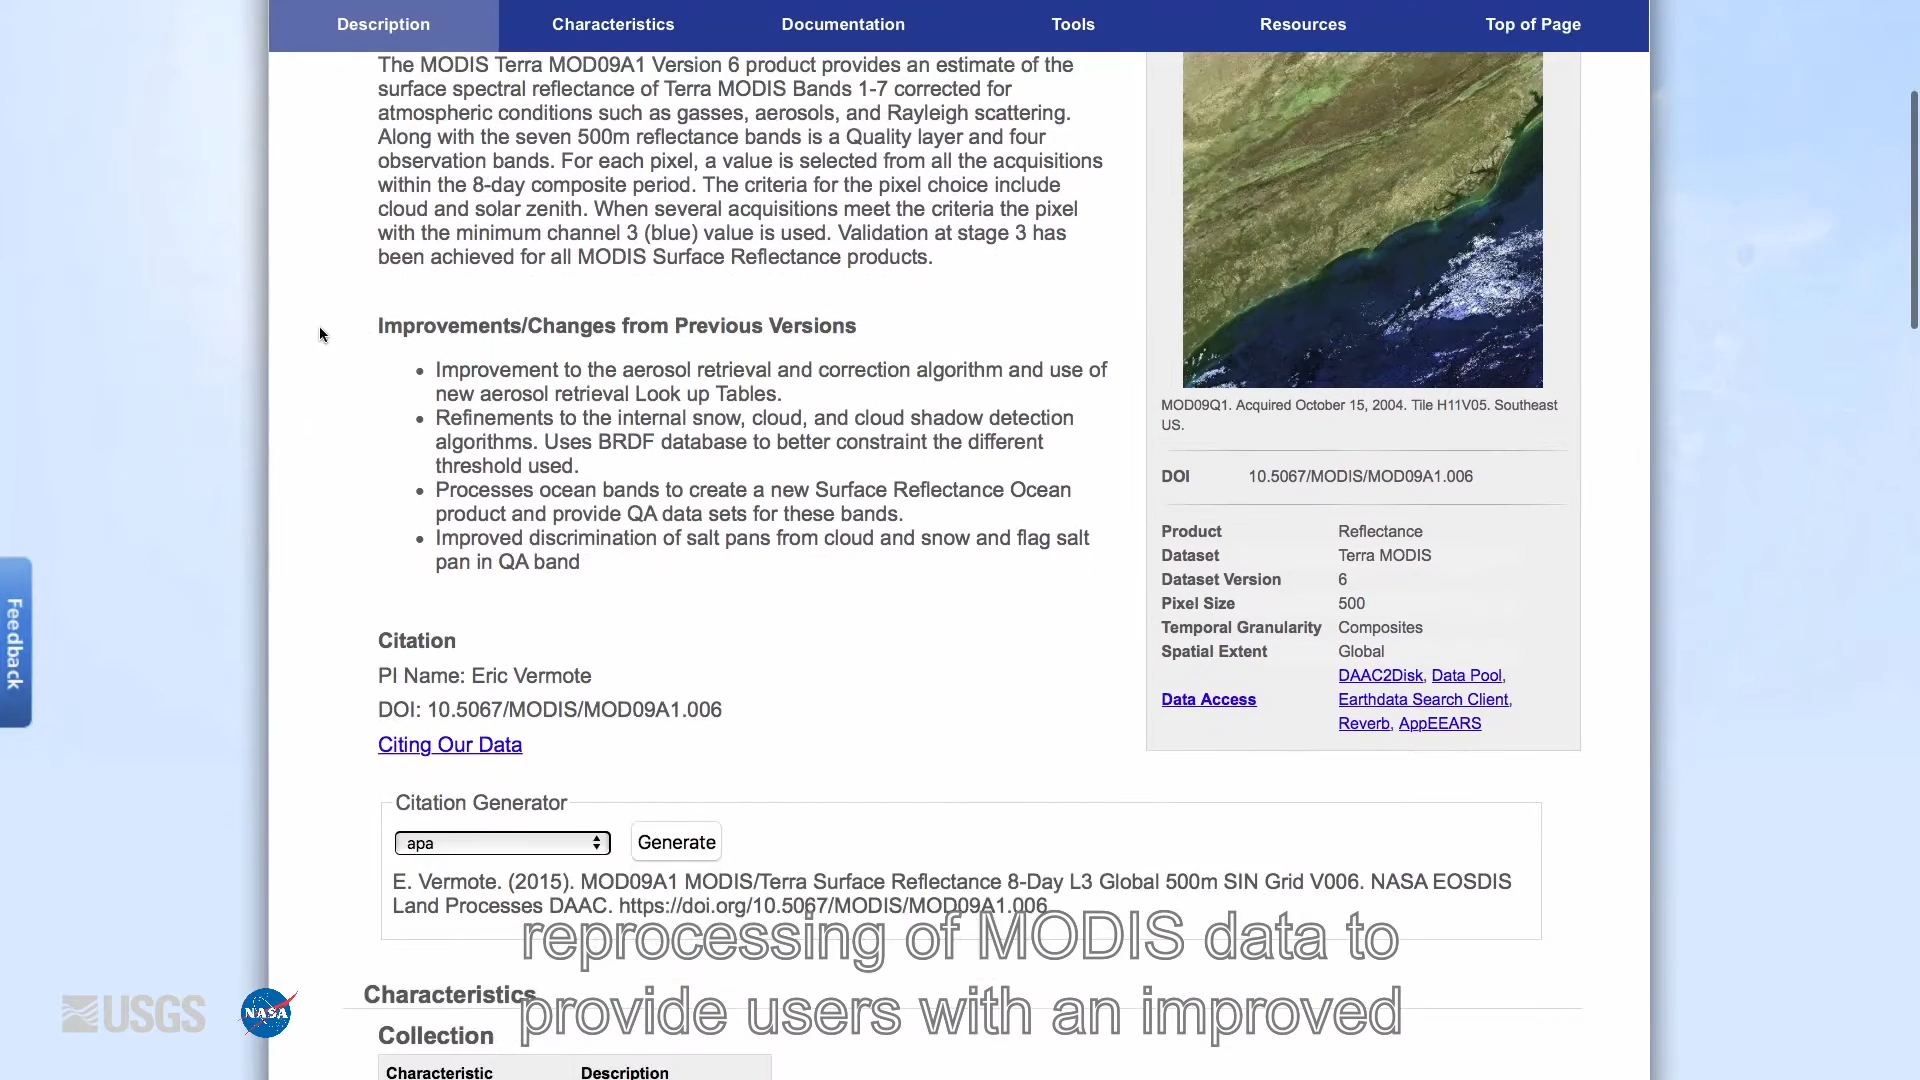 Description
Characteristics
Documentation
Tools
Resources
Top of Page
The MODIS Terra MOD09A1 Version 6 product provides an estimate of the
surface spectral reflectance of Terra MODIS Bands 1-7 corrected for
atmospheric conditions such as gasses, aerosols, and Rayleigh scattering.
Along with the seven 500m reflectance bands is a Quality layer and four
observation bands. For each pixel, a value is selected from all the acquisitions
within the 8-day composite period. The criteria for the pixel choice include
cloud and solar zenith. When several acquisitions meet the criteria the pixel
with the minimum channel 3 (blue) value is used. Validation at stage 3 has
been achieved for all MODIS Surface Reflectance products.
Improvements/Changes from Previous Versions
• Improvement to the aerosol retrieval and correction algorithm and use of
new aerosol retrieval Look up Tables.
• Refinements to the internal snow, cloud, and cloud shadow detection
algorithms. Uses BRDF database to better constraint the different
threshold used.
• Processes ocean bands to create a new Surface Reflectance Ocean
product and provide QA data sets for these bands.
• Improved discrimination of salt pans from cloud and snow and flag salt
pan in QA band
Citation
PI Name: Eric Vermote
DOI: 10.5067/MODIS/MOD09A1.006
Citing Our Data
Citation Generator
apa
Generate
E. Vermote. (2015). MOD09A1 MODIS/Terra Surface Reflectance 8-Day L3 Global 500m SIN Grid V006. NASA EOSDIS
Land Processes DAAC. https://doi.org/10.5067/MODIS/MOD09A1.006
Characteristics
Collection
Characteristic Description
MOD09Q1. Acquired October 15, 2004. Tile H11V05. Southeast
US.
DOI 10.5067/MODIS/MOD09A1.006
Product Reflectance
Dataset Terra MODIS
Dataset Version 6
Pixel Size 500
Temporal Granularity Composites
Spatial Extent Global
Data Access DAAC2Disk, Data Pool,
Earthdata Search Client,
Reverb, AppEEARS
Feedback
USGS
NASA
reprocessing of MODIS data to
provide users with an improved